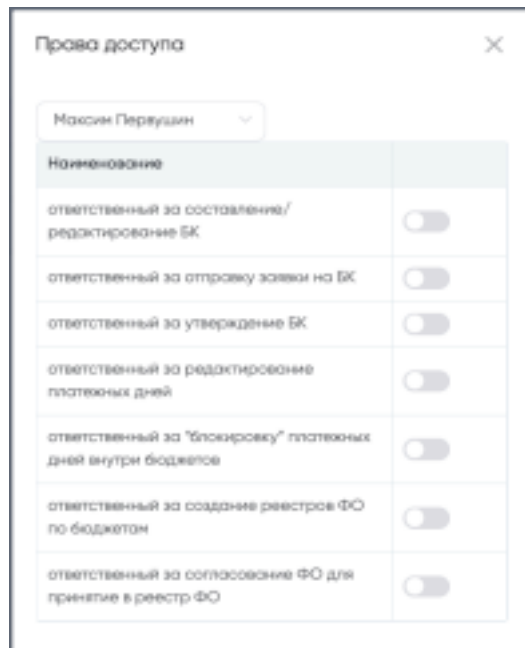 Права доступа
Максим Первушин
Наименование
ответственный за составление/
редактирование БК
ответственный за отправку заявки на БК
ответственный за утверждение БК
ответственный за редактирование
платежных дней
ответственный за "блокировку" платежных
дней внутри бюджетов
ответственный за создание реестров ФО
по бюджетам
ответственный за согласование ФО для
принятие в реестр ФО